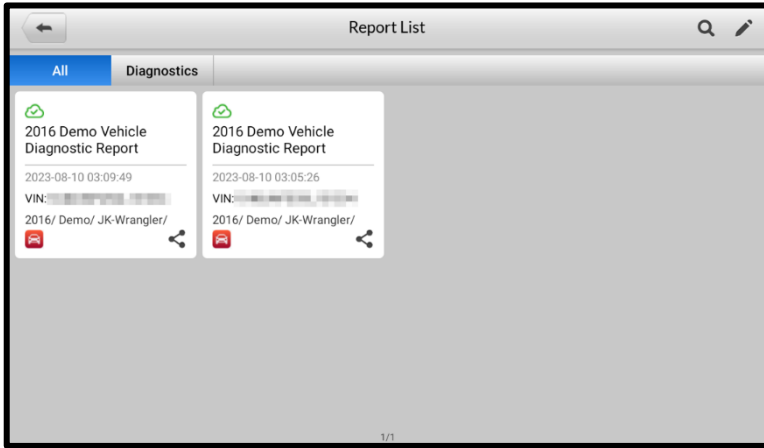 Report List
All
Diagnostics
2016 Demo Vehicle
Diagnostic Report
2023-08-10 03:09:49
VIN:
2016/ Demo/ JK-Wrangler/
2016 Demo Vehicle
Diagnostic Report
2023-08-10 03:05:26
VIN:
2016/ Demo/ JK-Wrangler/
1/1